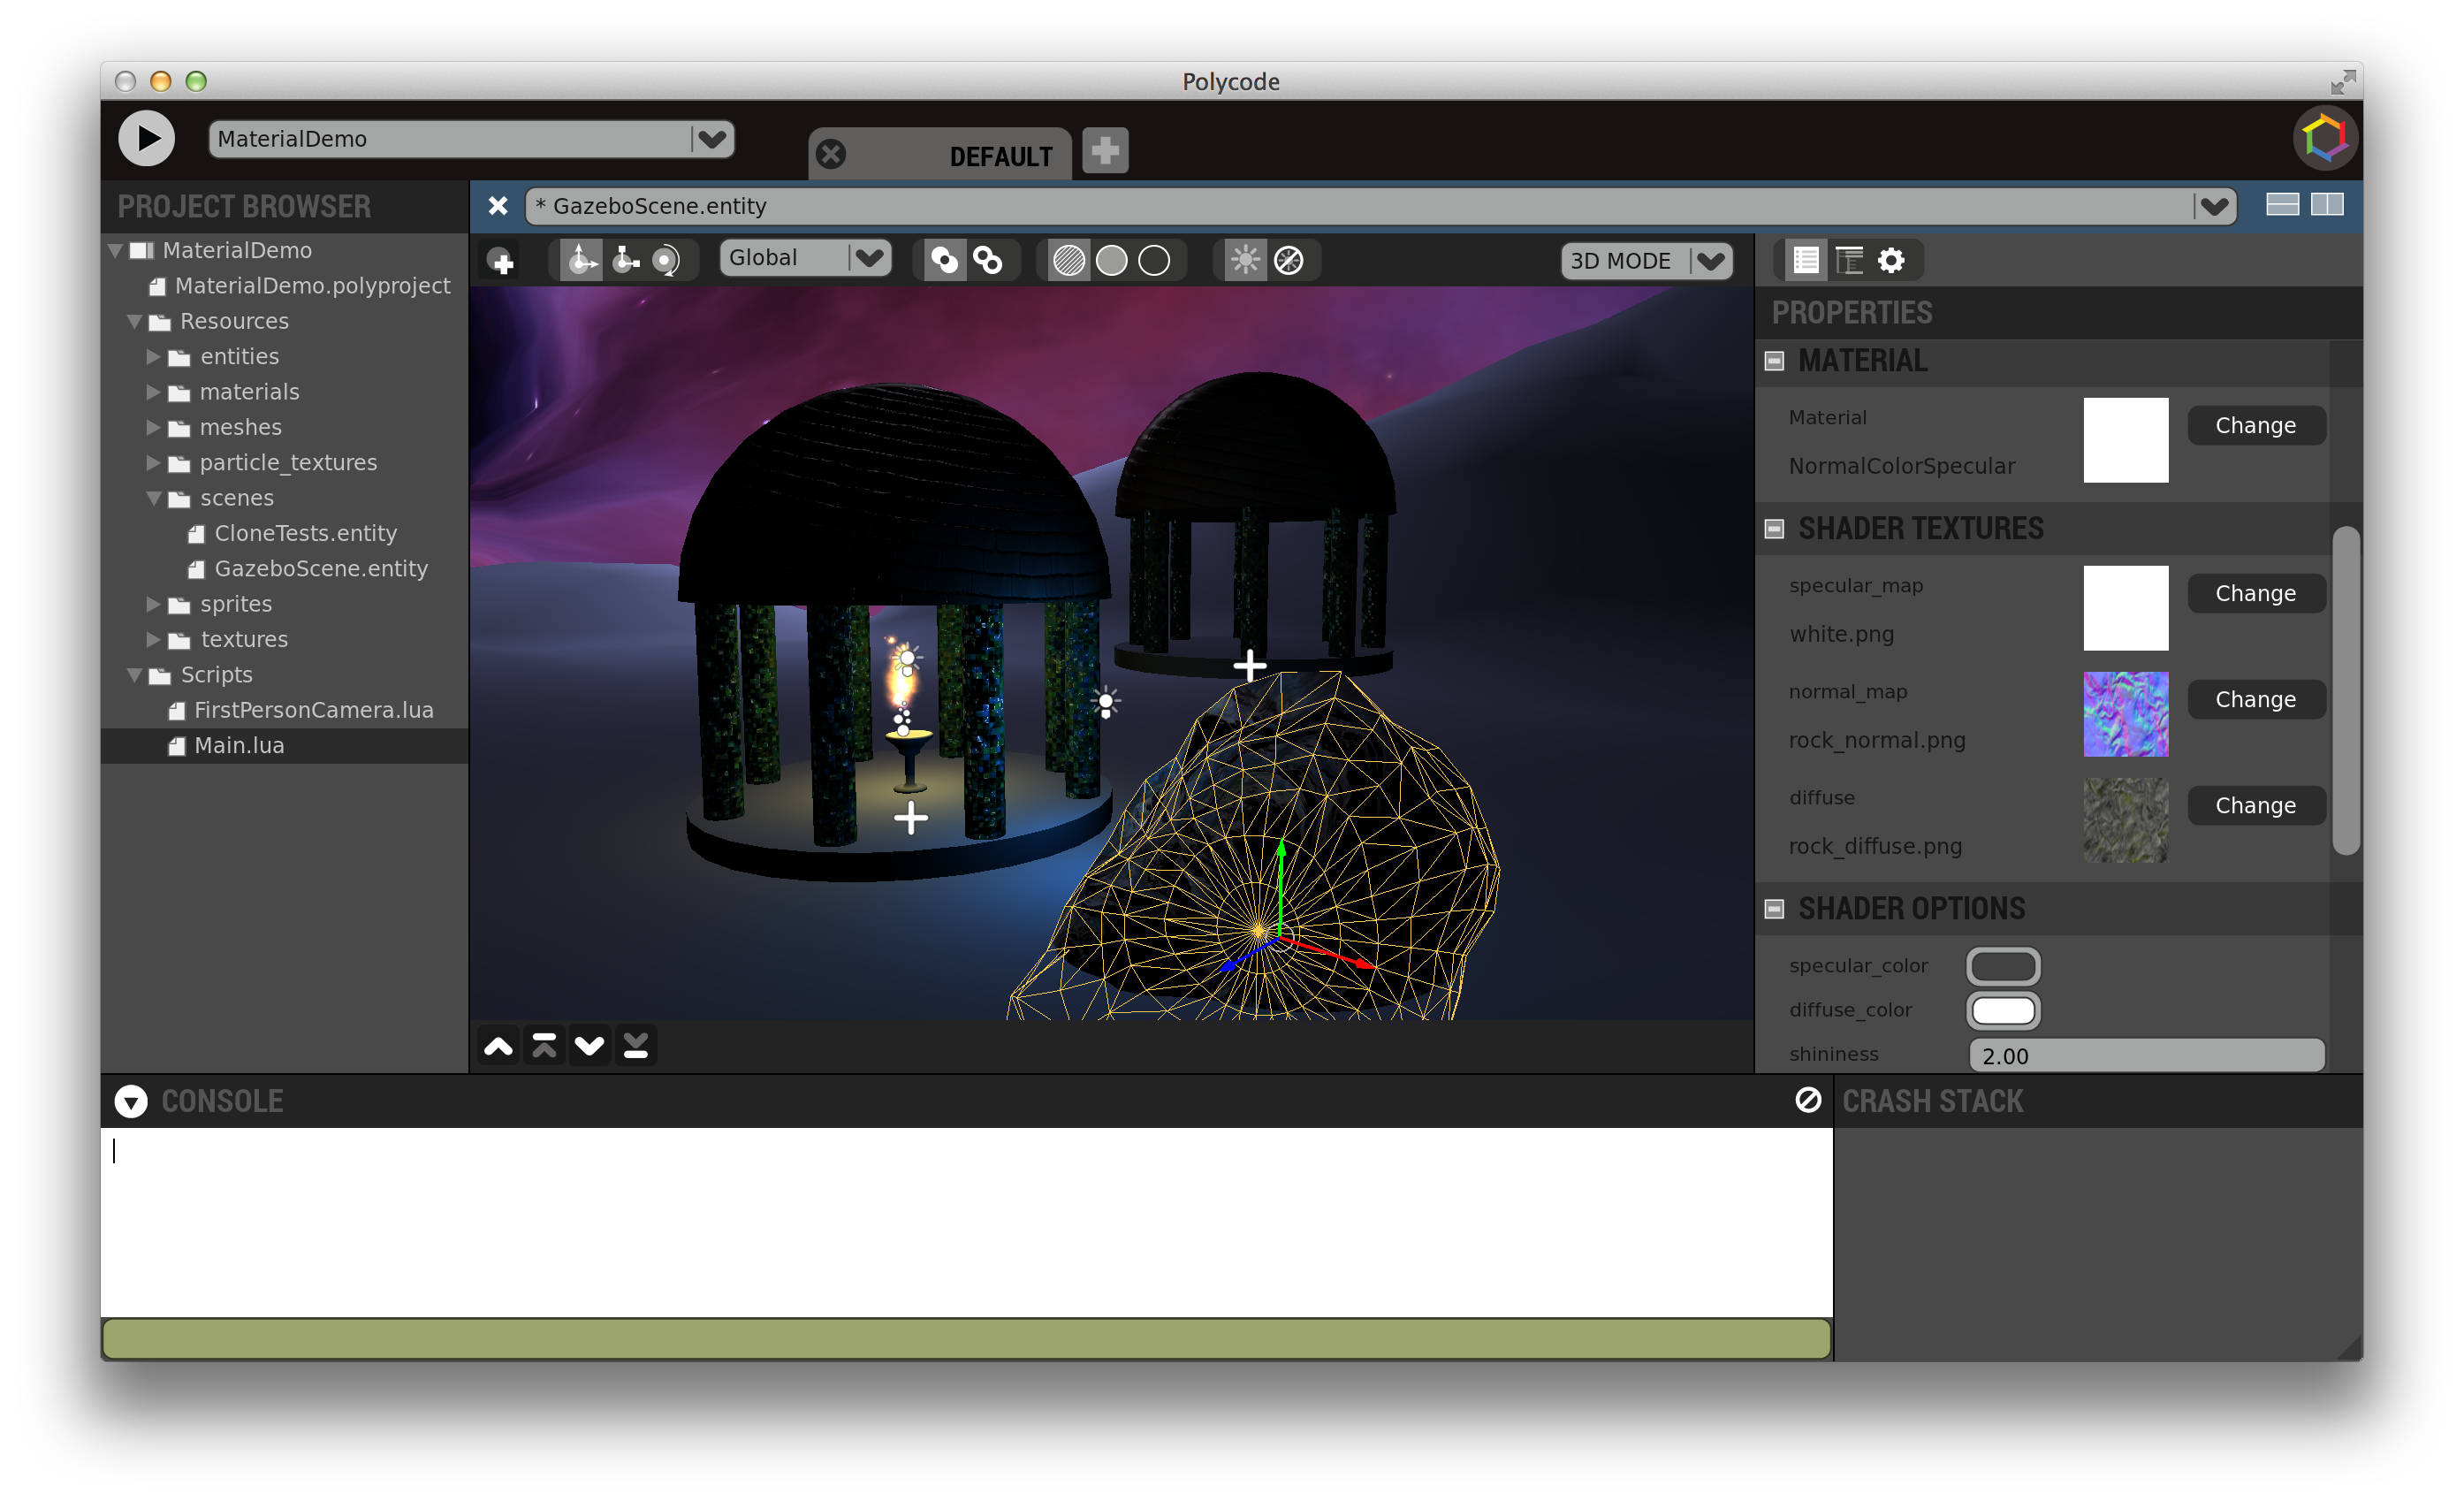 Polycode
MaterialDemo
DEFAULT
PROJECT BROWSER
MaterialDemo
MaterialDemo.polyproject
Resources
entities
materials
meshes
particle_textures
scenes
CloneTests.entity
GazeboScene.entity
sprites
textures
Scripts
FirstPersonCamera.lua
Main.lua
* GazeboScene.entity
Global
3D MODE
PROPERTIES
MATERIAL
Material
NormalColorSpecular
Change
SHADER TEXTURES
specular_map
white.png
Change
normal_map
rock_normal.png
Change
diffuse
rock_diffuse.png
Change
SHADER OPTIONS
specular_color
diffuse_color
shininess 2.00
CONSOLE
CRASH STACK